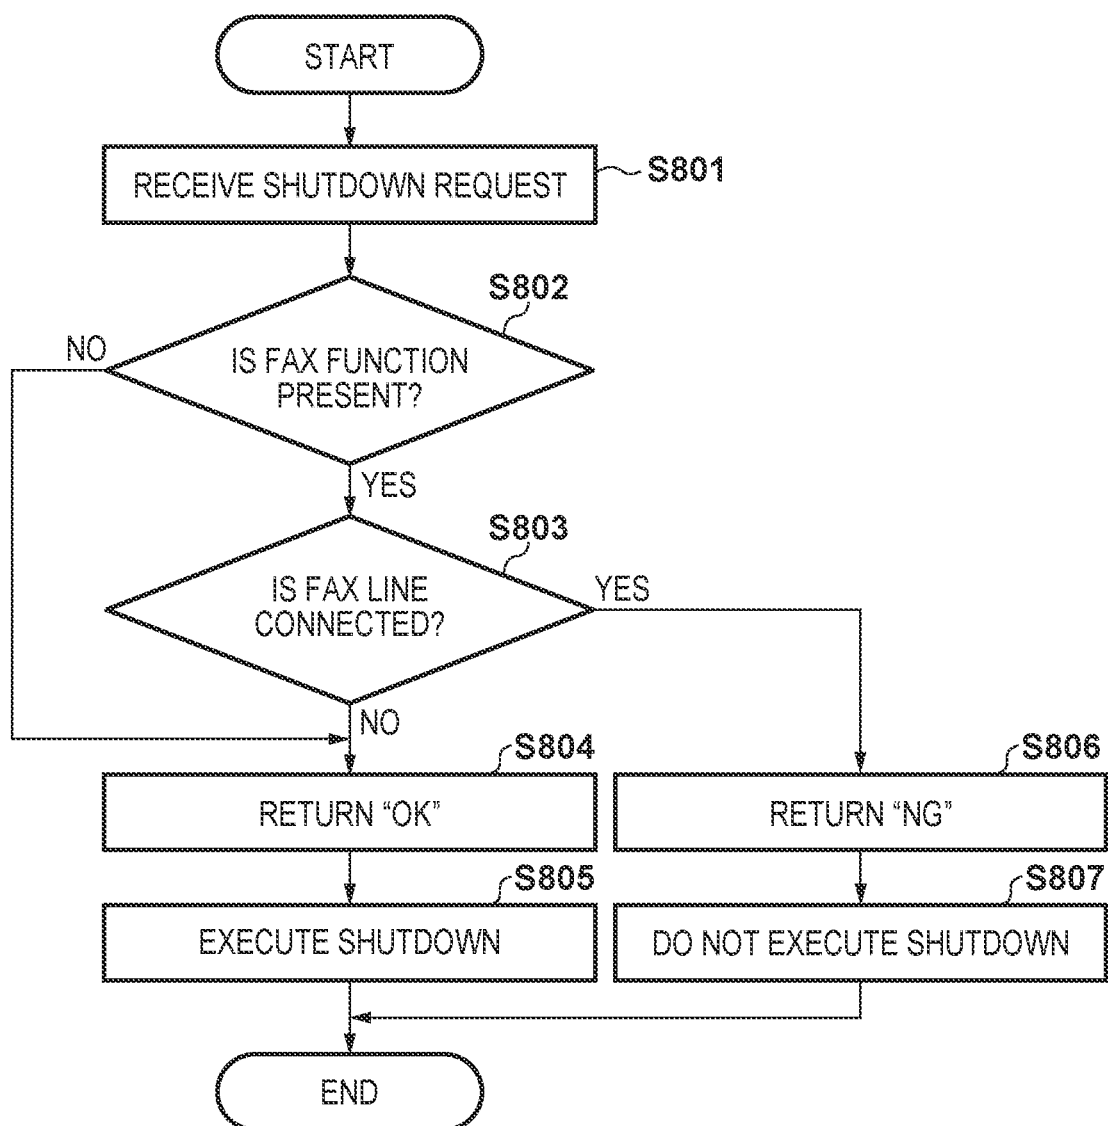 START
RECEIVE SHUTDOWN REQUEST
S801
S802
NO
IS FAX FUNCTION
PRESENT?
YES
S803
IS FAX LINE
CONNECTED?
YES
NO
S804
RETURN “OK”
S806
RETURN “NG”
S805
EXECUTE SHUTDOWN
S807
DO NOT EXECUTE SHUTDOWN
END